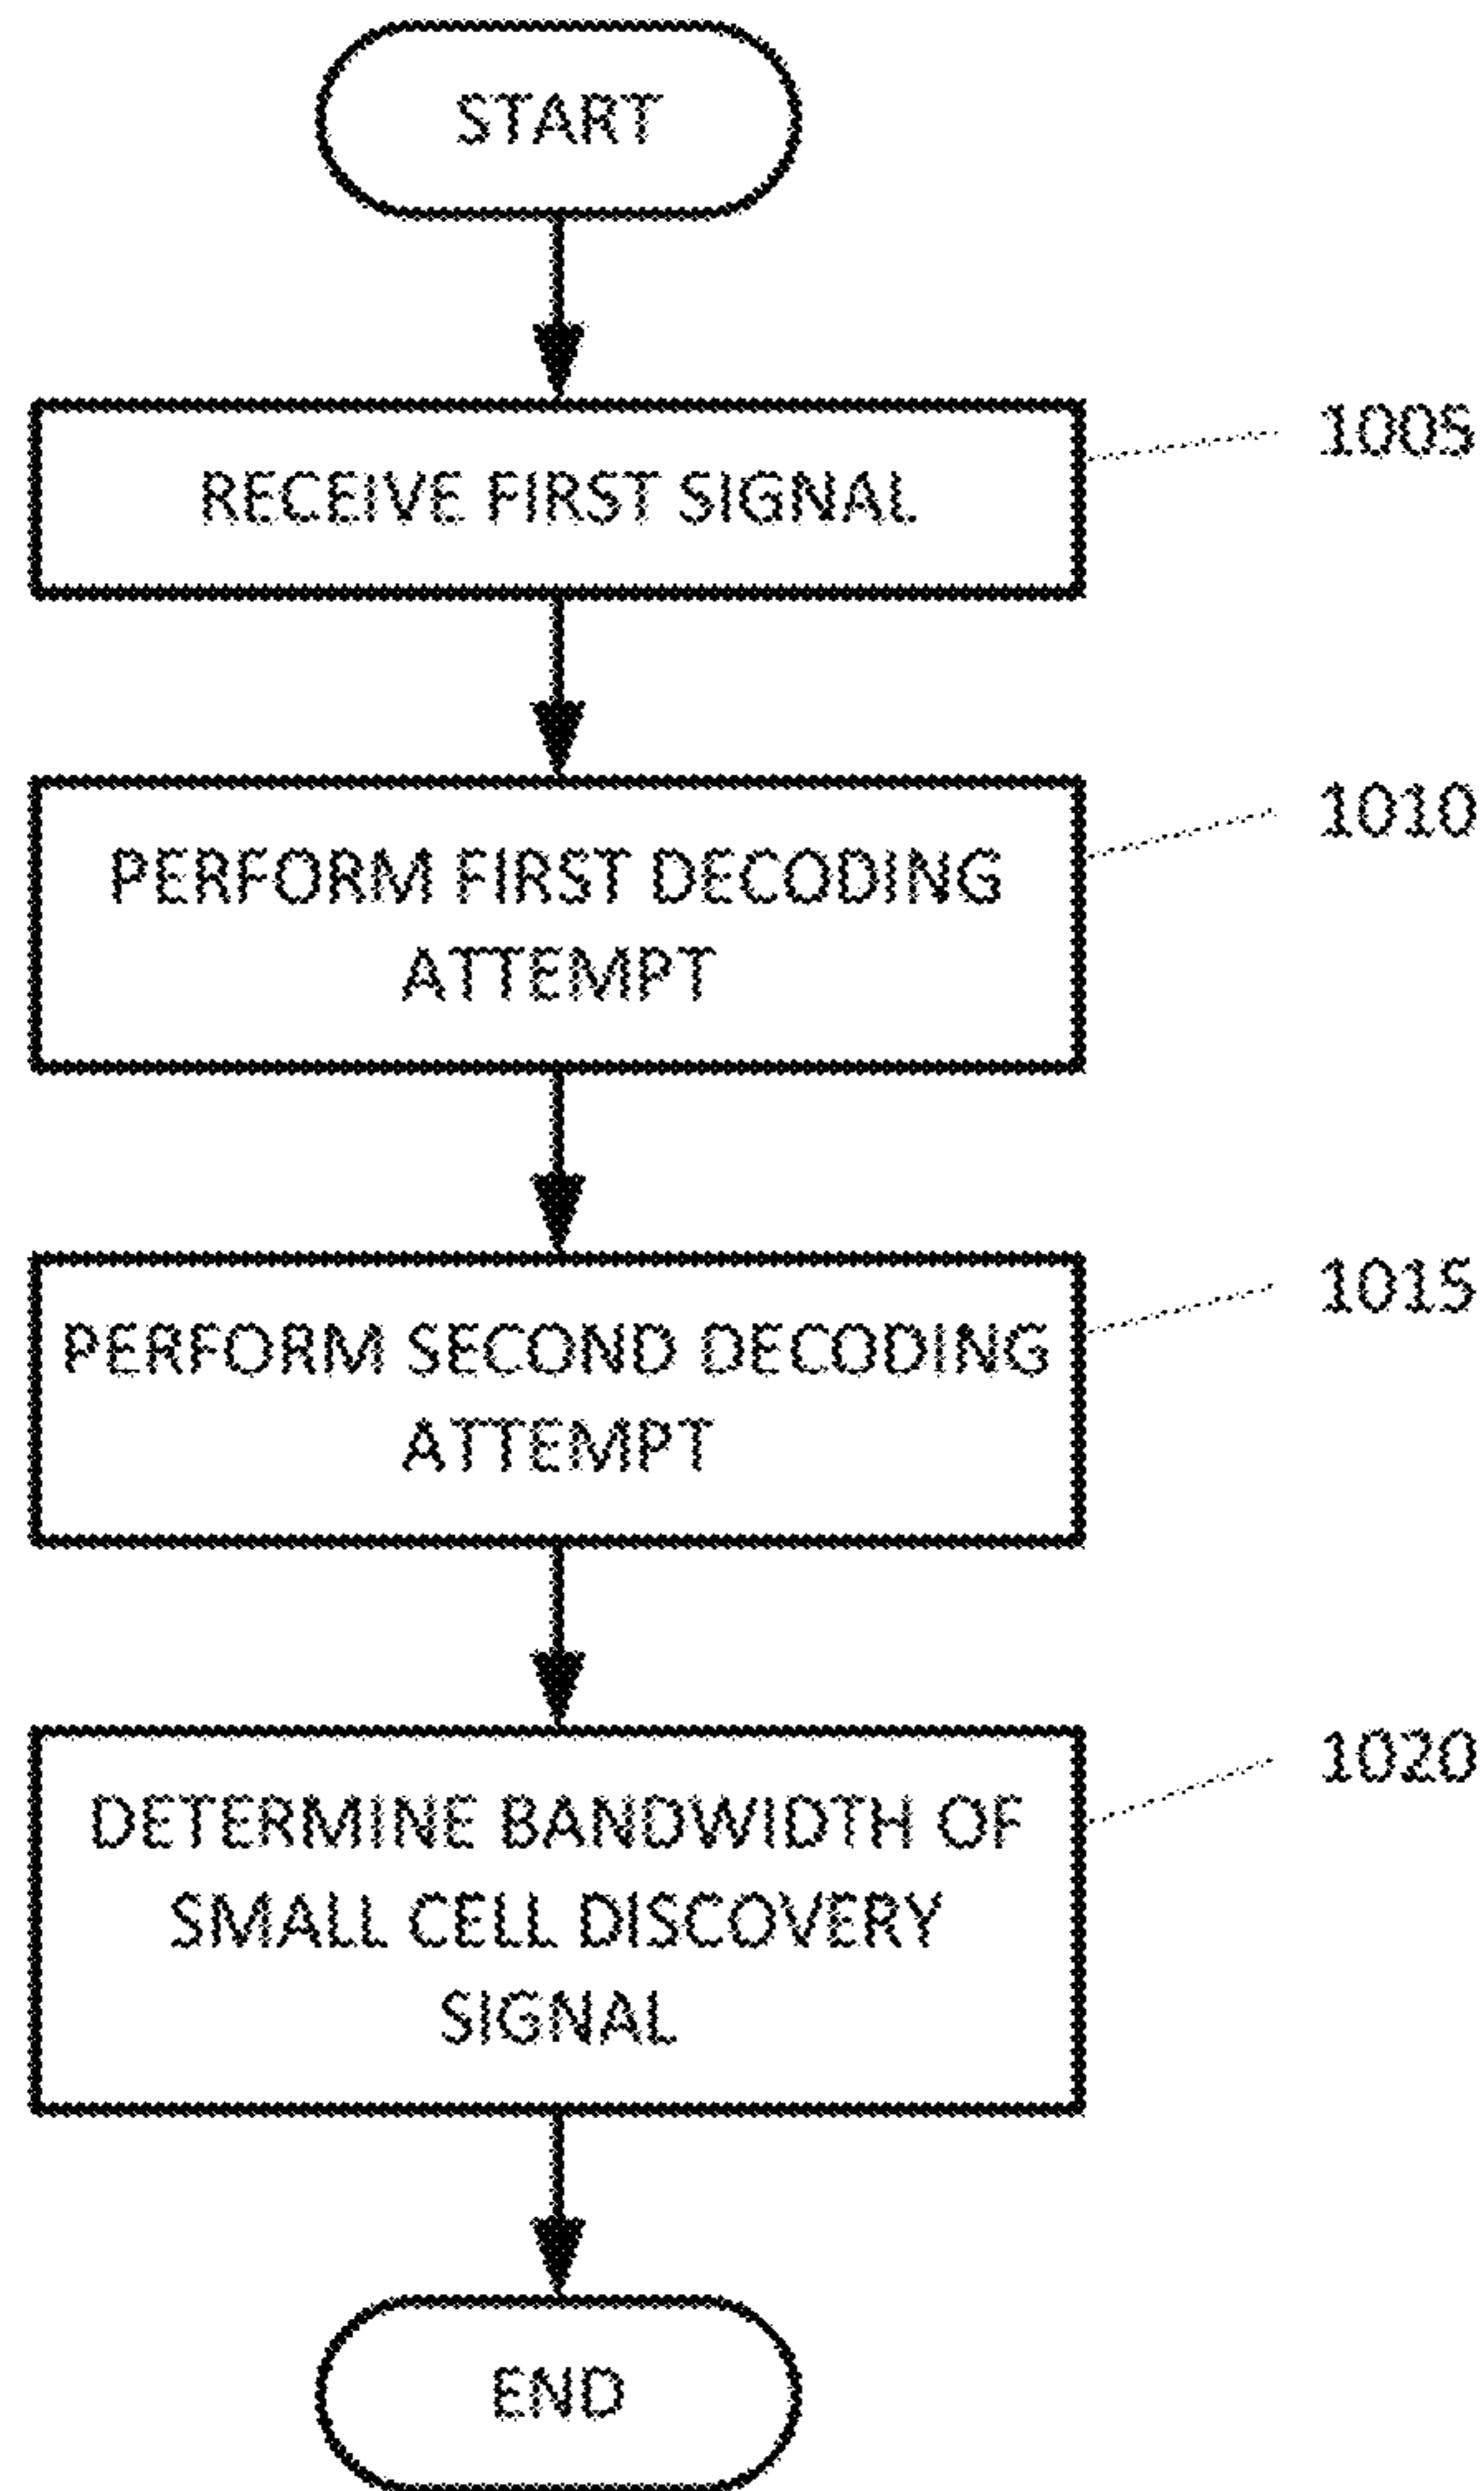 START
RECEIVE FIRST SIGNAL
1005
PERFORM FIRST DECODING
ATTEMPT
1010
PERFORM SECOND DECODING
ATTEMPT
1015
DETERMINE BANDWIDTH OF
SMALL CELL DISCOVERY
SIGNAL
1020
END